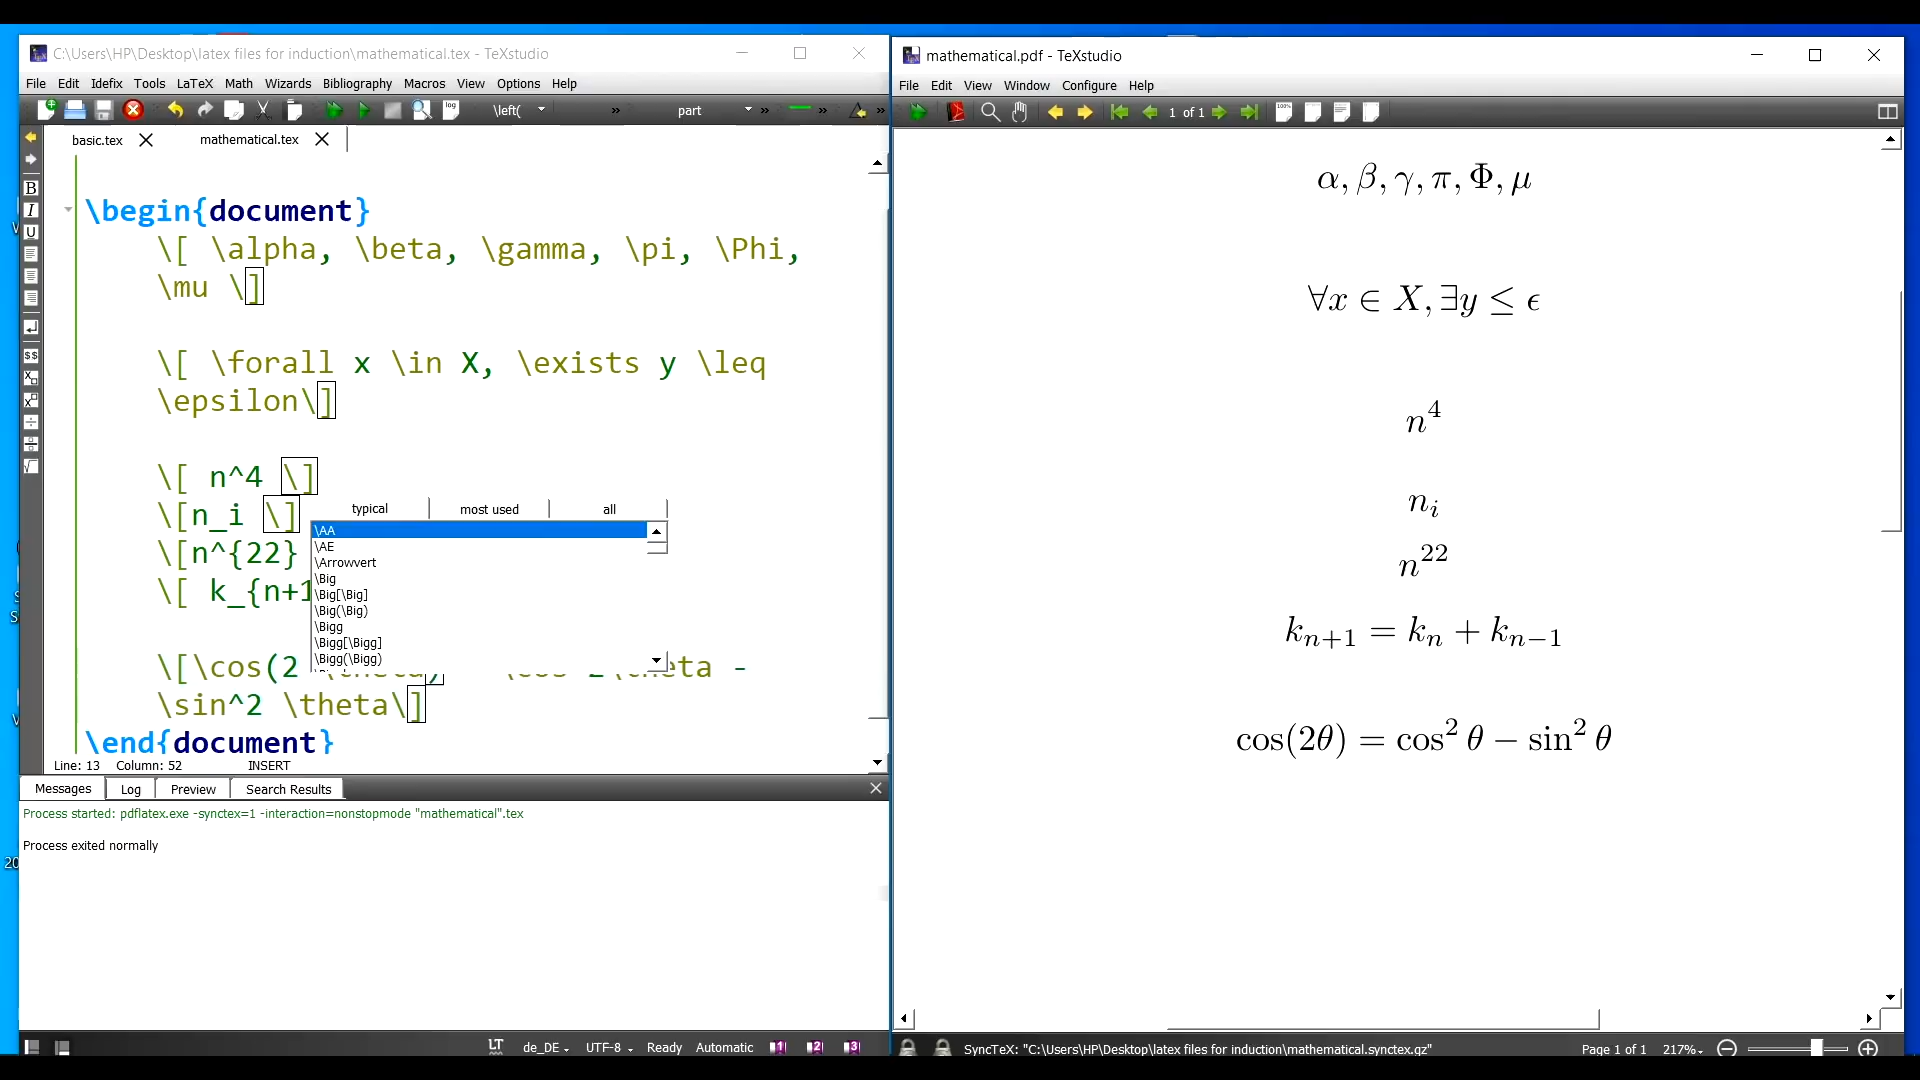 C:\Users\HP\Desktop\latex files for induction\mathematical.tex - TeXstudio
File Edit Idefix Tools LaTeX Math Wizards Bibliography Macros View Options Help
log \left( » part » » »
basic.tex mathematical.tex
B
I
U
$$
\begin{document}
\[ \alpha, \beta, \gamma, \pi, \Phi,
\mu \]
\[ \forall x \in X, \exists y \leq
\epsilon\]
\[ n^4 \]
\[n_i \]
\[n^{22}
\[ k_{n+1
typical most used all
\AA
\AE
\Arrowvert
\Big
\Big[\Big]
\Big(\Big)
\Bigg
\Bigg[\Bigg]
\Bigg(\Bigg)
\[\cos(2 -
\sin^2 \theta\]
\end{document}
Line: 13 Column: 52 INSERT
Messages Log Preview Search Results
Process started: pdflatex.exe -synctex=1 -interaction=nonstopmode "mathematical".tex
Process exited normally
LT de_DE UTF-8 Ready Automatic 1 2 3
mathematical.pdf - TeXstudio
File Edit View Window Configure Help
1 of 1 100%
α, β, γ, π, Φ, μ
∀x ∈ X, ∃y ≤ ϵ
n⁴
nᵢ
n²²
kₙ₊₁ = kₙ + kₙ₋₁
cos(2θ) = cos² θ − sin² θ
SyncTeX: "C:\Users\HP\Desktop\latex files for induction\mathematical.synctex.gz" Page 1 of 1 217%